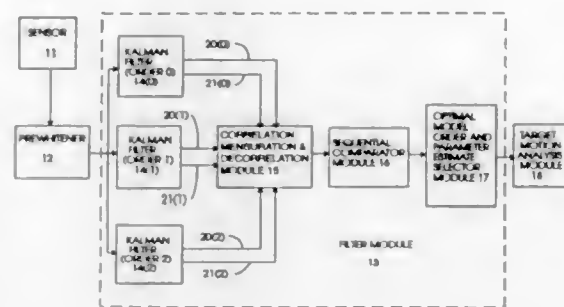 SENSOR
11
PREWHITENER
12
KALMAN
FILTER
(ORDER 0)
14(0)
20(0)
21(0)
KALMAN
FILTER
(ORDER 1)
14(1)
20(1)
21(1)
KALMAN
FILTER
(ORDER 2)
14(2)
20(2)
21(2)
CORRELATION
MENSURATION &
DECORRELATION
MODULE 15
SEQUENTIAL
COMPARATOR
MODULE 16
OPTIMAL
MODEL
ORDER AND
PARAMETER
ESTIMATE
SELECTOR
MODULE 17
TARGET
MOTION
ANALYSIS
MODULE
18
FILTER MODULE
13